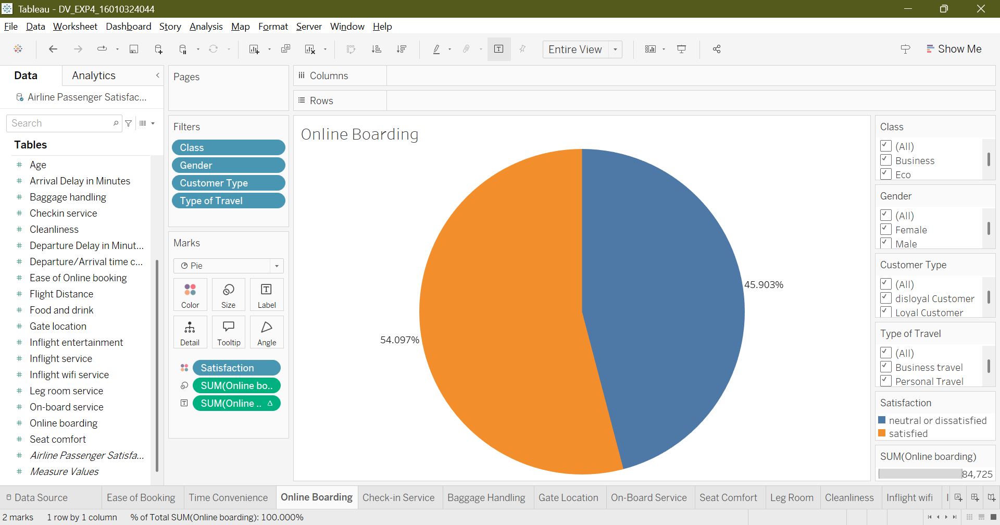 Tableau - DV_EXP4_16010324044
File Data Worksheet Dashboard Story Analysis Map Format Server Window Help
Entire View
Show Me
Data
Analytics
Airline Passenger Satisfac...
Search
Tables
Age
Arrival Delay in Minutes
Baggage handling
Checkin service
Cleanliness
Departure Delay in Minut...
Departure/Arrival time c...
Ease of Online booking
Flight Distance
Food and drink
Gate location
Inflight entertainment
Inflight service
Inflight wifi service
Leg room service
On-board service
Online boarding
Seat comfort
Airline Passenger Satisfa...
Measure Values
Pages
Filters
Class
Gender
Customer Type
Type of Travel
Marks
Pie
Color Size Label
Detail Tooltip Angle
Satisfaction
SUM(Online bo..
SUM(Online ..
Columns
Rows
Online Boarding
45.903%
54.097%
Class
(All)
Business
Eco
Gender
(All)
Female
Male
Customer Type
(All)
disloyal Customer
Loyal Customer
Type of Travel
(All)
Business travel
Personal Travel
Satisfaction
neutral or dissatisfied
satisfied
SUM(Online boarding)
84,725
Data Source Ease of Booking Time Convenience Online Boarding Check-in Service Baggage Handling Gate Location On-Board Service Seat Comfort Leg Room Cleanliness Inflight wifi
2 marks 1 row by 1 column % of Total SUM(Online boarding): 100.000%